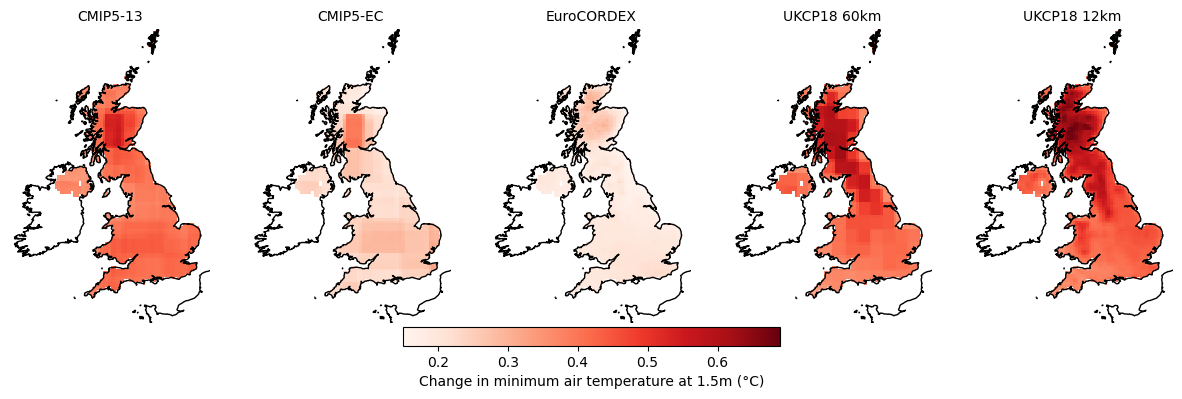 CMIP5-13 CMIP5-EC EuroCORDEX UKCP18 60km UKCP18 12km
0.2 0.3 0.4 0.5 0.6
Change in minimum air temperature at 1.5m (°C)